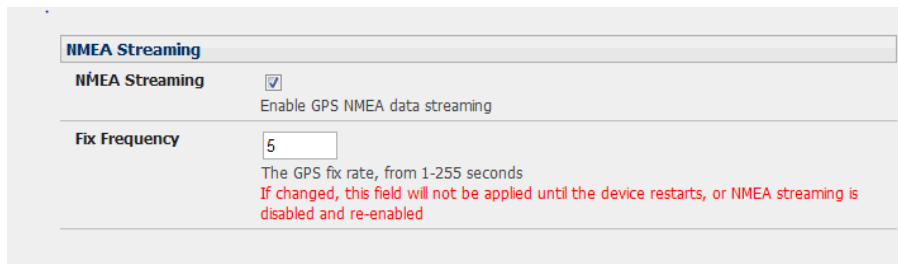 NMEA Streaming
NMEA Streaming
Enable GPS NMEA data streaming
Fix Frequency
5
The GPS fix rate, from 1-255 seconds
If changed, this field will not be applied until the device restarts, or NMEA streaming is
disabled and re-enabled